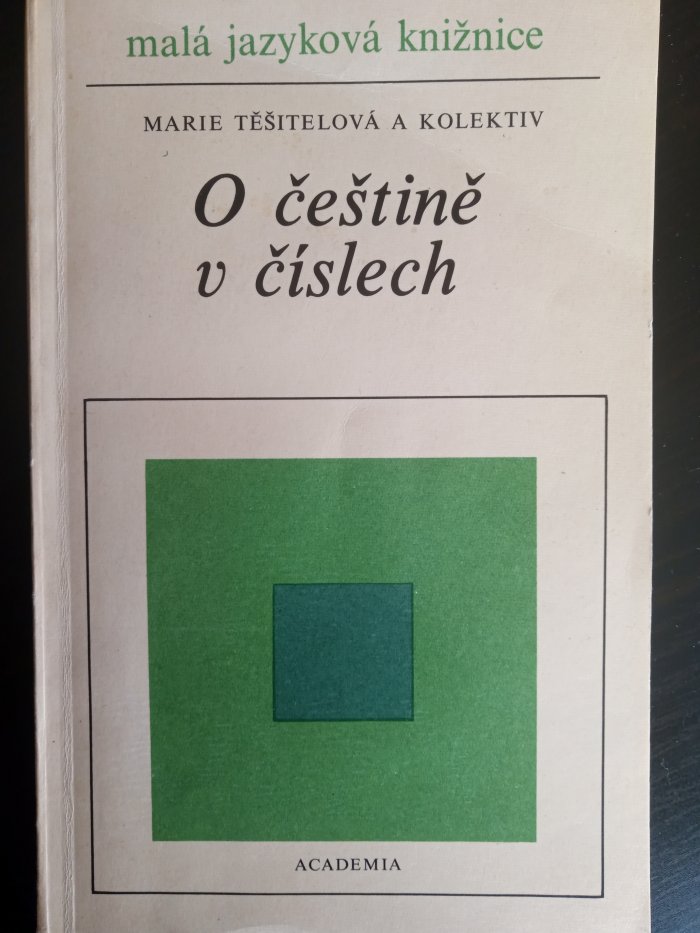 malá jazyková knižnice
MARIE TĚŠITELOVÁ A KOLEKTIV
O češtině
v číslech
ACADEMIA